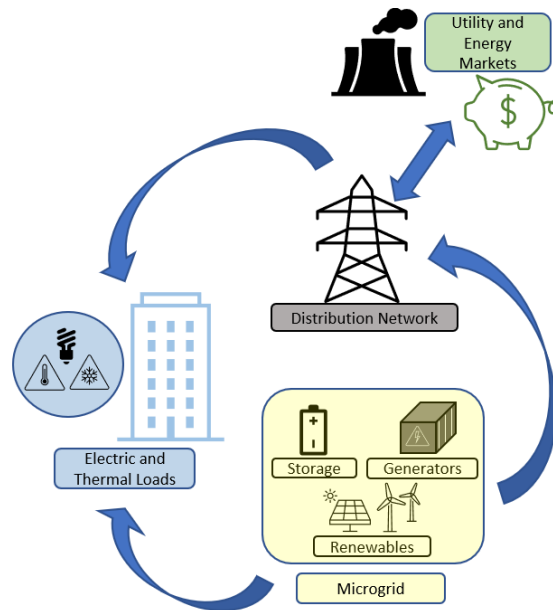 Utility and
Energy
Markets
$
Distribution Network
Electric and
Thermal Loads
Storage
Generators
Renewables
Microgrid